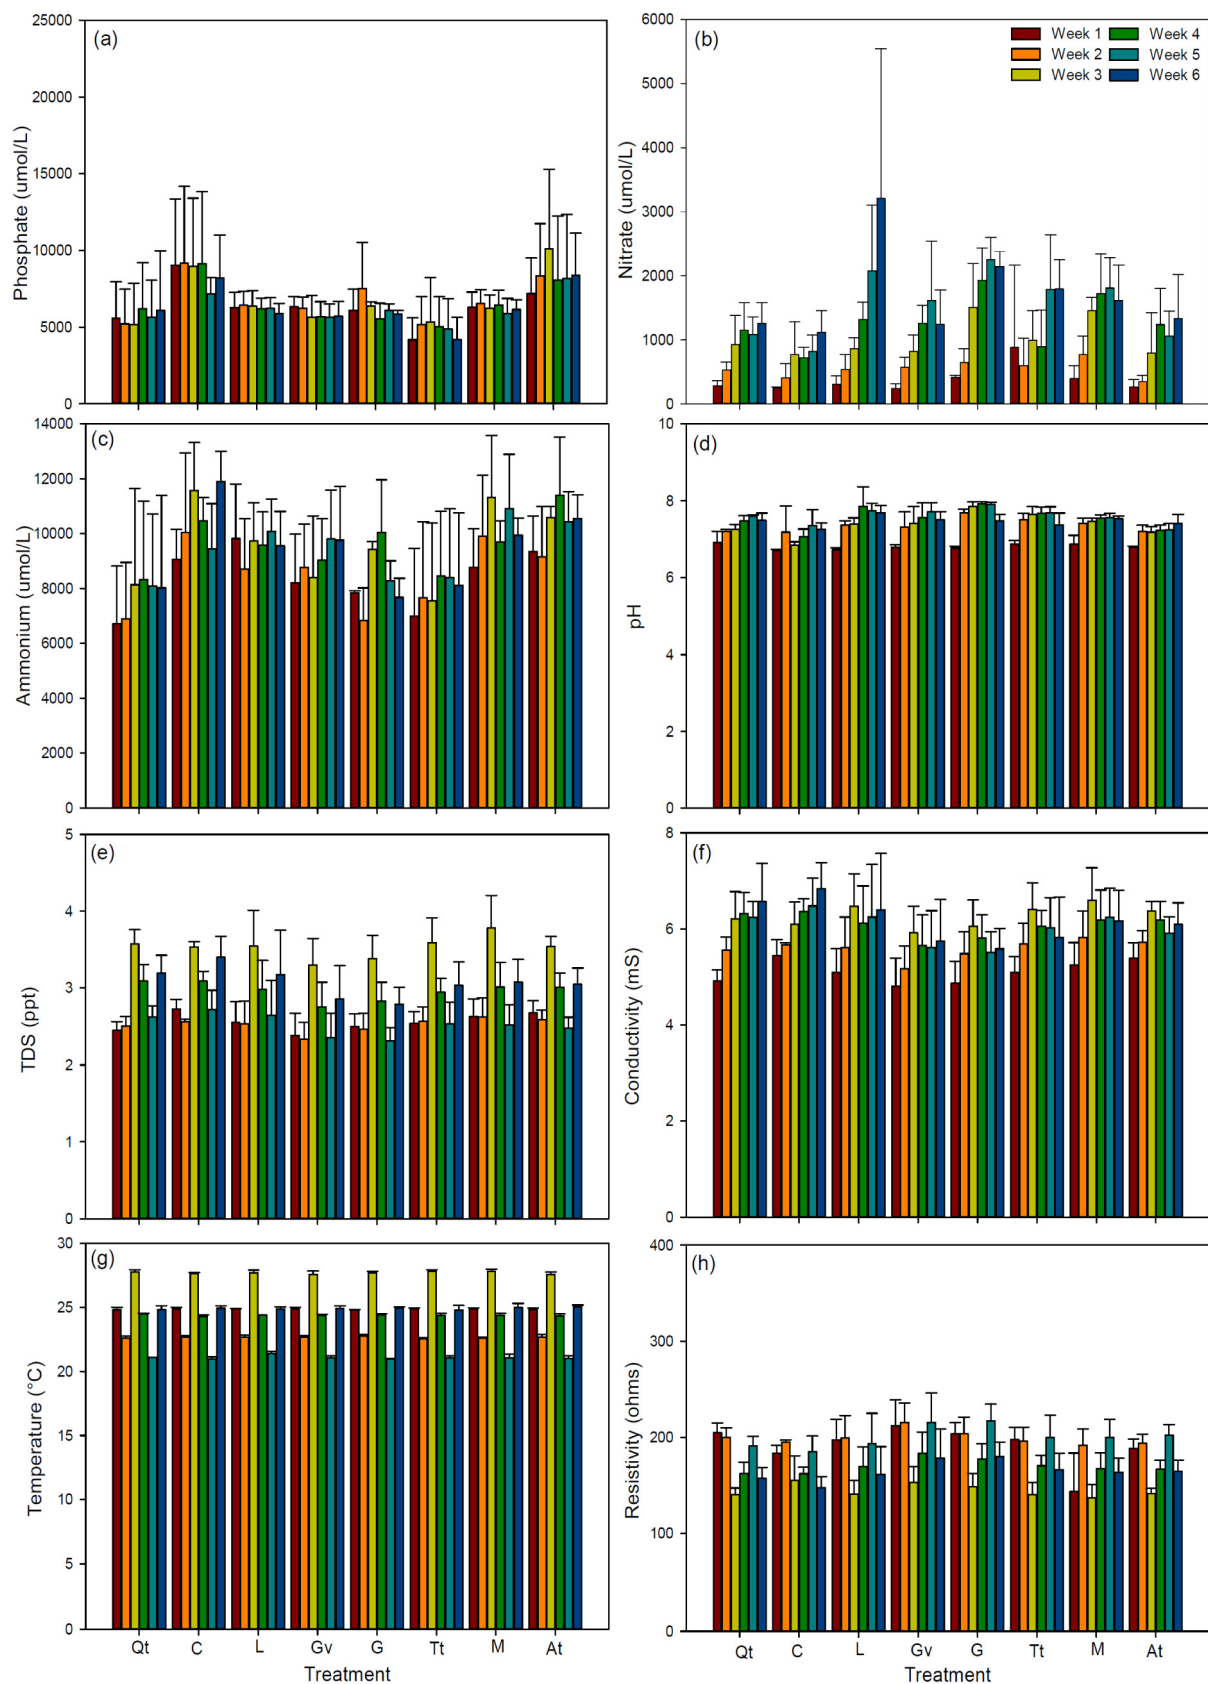 (a)
25000
20000
15000
10000
5000
0
Phosphate (umol/L)
(b)
6000
5000
4000
3000
2000
1000
0
Nitrate (umol/L)
Week 1 Week 4
Week 2 Week 5
Week 3 Week 6
(c)
14000
12000
10000
8000
6000
4000
2000
0
Ammonium (umol/L)
(d)
10
8
6
4
2
0
pH
(e)
5
4
3
2
1
0
TDS (ppt)
(f)
8
6
4
2
0
Conductivity (mS)
(g)
30
25
20
15
10
5
0
Temperature (°C)
Qt C L Gv G Tt M At
Treatment
(h)
400
300
200
100
0
Resistivity (ohms)
Qt C L Gv G Tt M At
Treatment